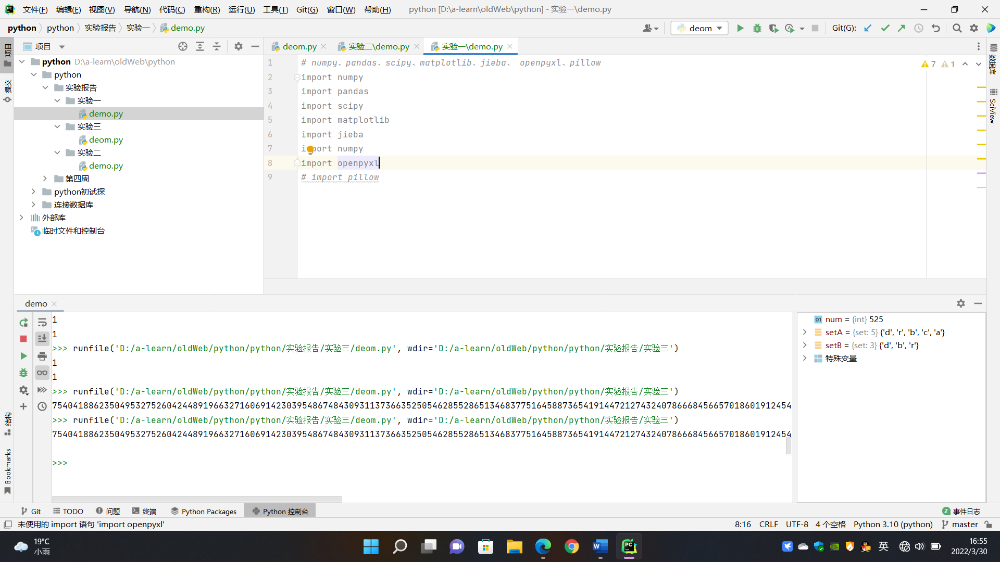 文件(F) 编辑(E) 视图(V) 导航(N) 代码(C) 重构(R) 运行(U) 工具(T) Git(G) 窗口(W) 帮助(H) python [D:\a-learn\oldWeb\python] - 实验一\demo.py
python python 实验报告 实验一 demo.py deom Git(G):
项目 deom.py 实验二\demo.py 实验一\demo.py
项目
提交
结构
Bookmarks
数据库
SciView
python D:\a-learn\oldWeb\python
python
实验报告
实验一
demo.py
实验三
deom.py
实验二
demo.py
第四周
python初试探
连接数据库
外部库
临时文件和控制台
1 # numpy、pandas、scipy、matplotlib、jieba、 openpyxl、pillow
7 1
2 import numpy
3 import pandas
4 import scipy
5 import matplotlib
6 import jieba
7 import numpy
8 import openpyxl
9 # import pillow
demo
1
1
>>> runfile('D:/a-learn/oldWeb/python/python/实验报告/实验三/deom.py', wdir='D:/a-learn/oldWeb/python/python/实验报告/实验三')
1
1
>>> runfile('D:/a-learn/oldWeb/python/python/实验报告/实验三/deom.py', wdir='D:/a-learn/oldWeb/python/python/实验报告/实验三')
7540418862350495327526042448919663271606914230395486748430931137366352505462855286513468377516458873654191447212743240786668456657018601912454
>>> runfile('D:/a-learn/oldWeb/python/python/实验报告/实验三/deom.py', wdir='D:/a-learn/oldWeb/python/python/实验报告/实验三')
7540418862350495327526042448919663271606914230395486748430931137366352505462855286513468377516458873654191447212743240786668456657018601912454
>>>
01 num = {int} 525
setA = {set: 5} {'d', 'r', 'b', 'c', 'a'}
setB = {set: 3} {'d', 'b', 'r'}
特殊变量
Git TODO 问题 终端 Python Packages Python 控制台 2 事件日志
未使用的 import 语句 'import openpyxl' 8:16 CRLF UTF-8 4 个空格 Python 3.10 (python) master
19°C
小雨
英
16:55
2022/3/30